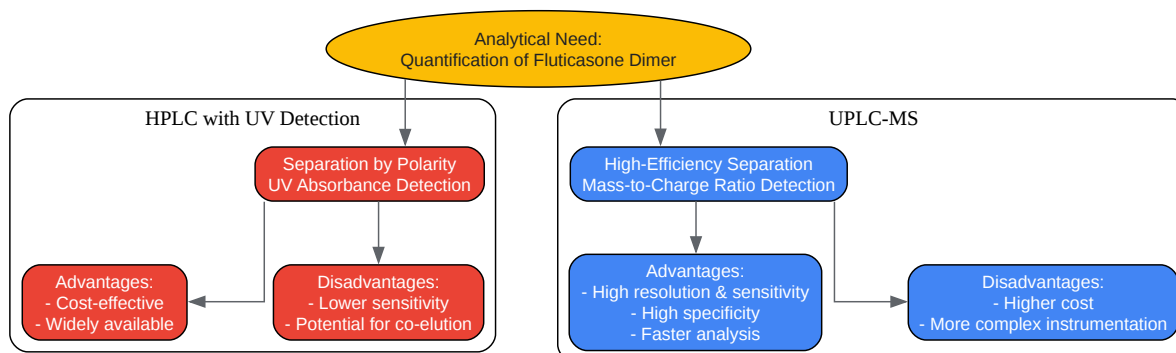 Analytical Need:
Quantification of Fluticasone Dimer
HPLC with UV Detection
Separation by Polarity
UV Absorbance Detection
Advantages:
- Cost-effective
- Widely available
Disadvantages:
- Lower sensitivity
- Potential for co-elution
UPLC-MS
High-Efficiency Separation
Mass-to-Charge Ratio Detection
Advantages:
- High resolution & sensitivity
- High specificity
- Faster analysis
Disadvantages:
- Higher cost
- More complex instrumentation